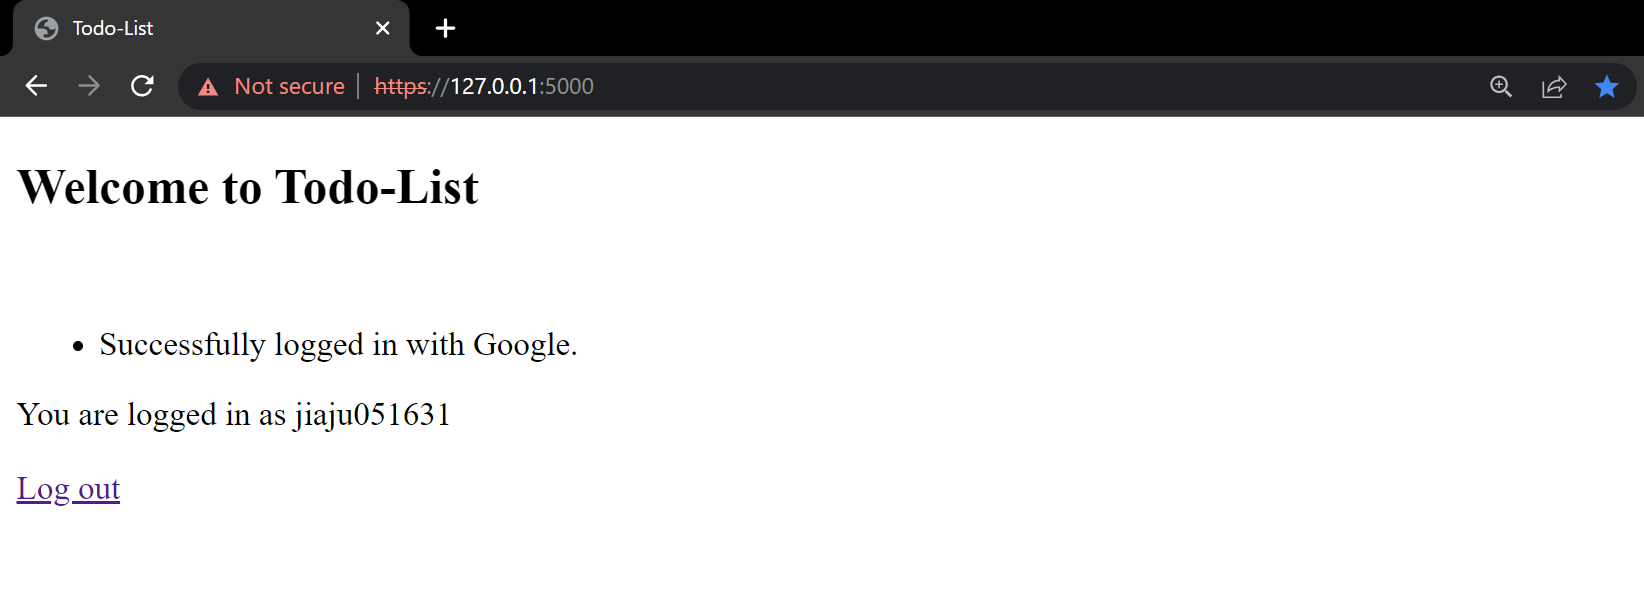 Todo-List
Not secure https://127.0.0.1:5000
Welcome to Todo-List
Successfully logged in with Google.
You are logged in as jiaju051631
Log out